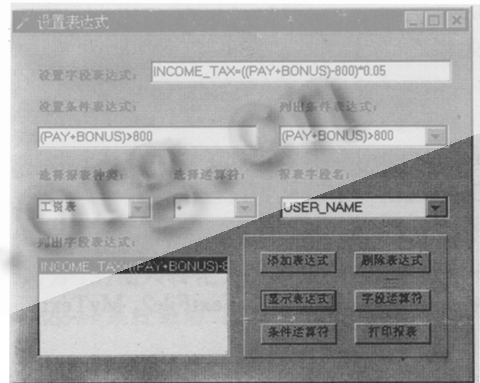 设置表达式
设置字段表达式： INCOME_TAX=((PAY+BONUS)-800)*0.05
设置条件表达式： 列出条件表达式：
(PAY+BONUS)>800 (PAY+BONUS)>800
选择报表种类： 选择运算符： 报表字段名：
工资表 + USER_NAME
列出字段表达式：
INCOME_TAX=((PAY+BONUS)-8
添加表达式 删除表达式
显示表达式 字段运算符
条件运算符 打印报表